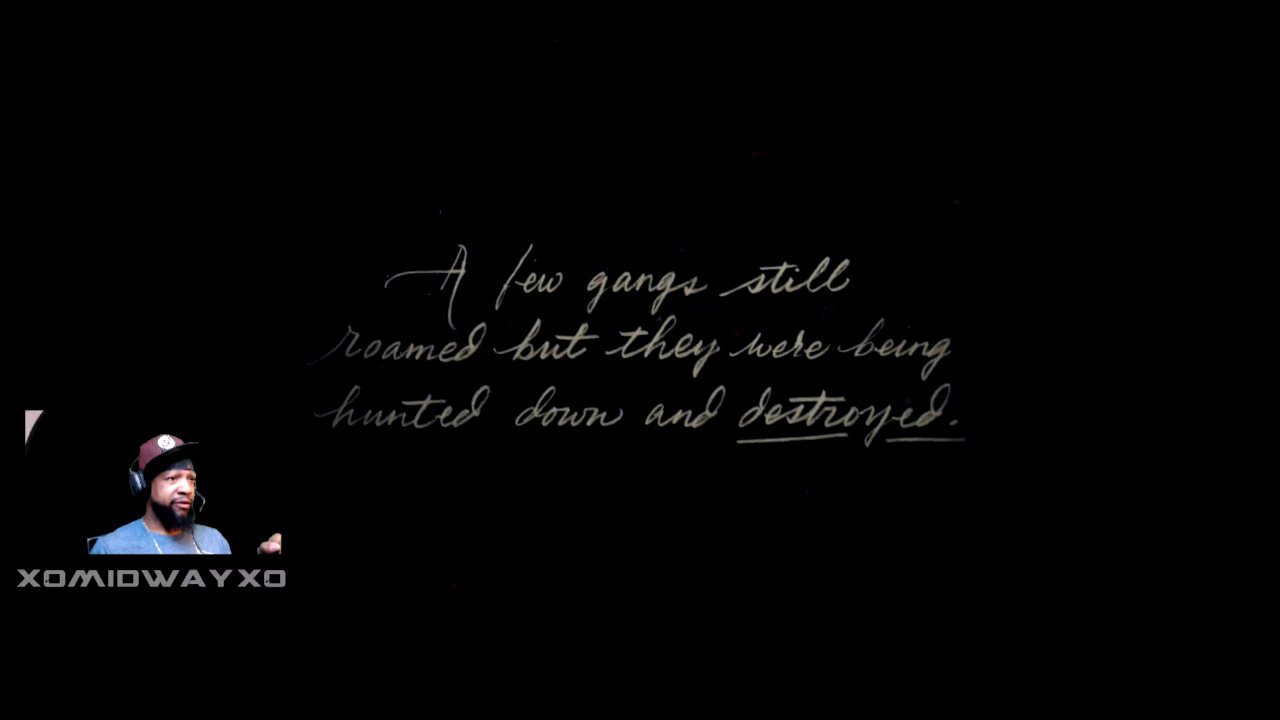 A few gangs still
roamed but they were being
hunted down and destroyed.
XOMIDWAYXO